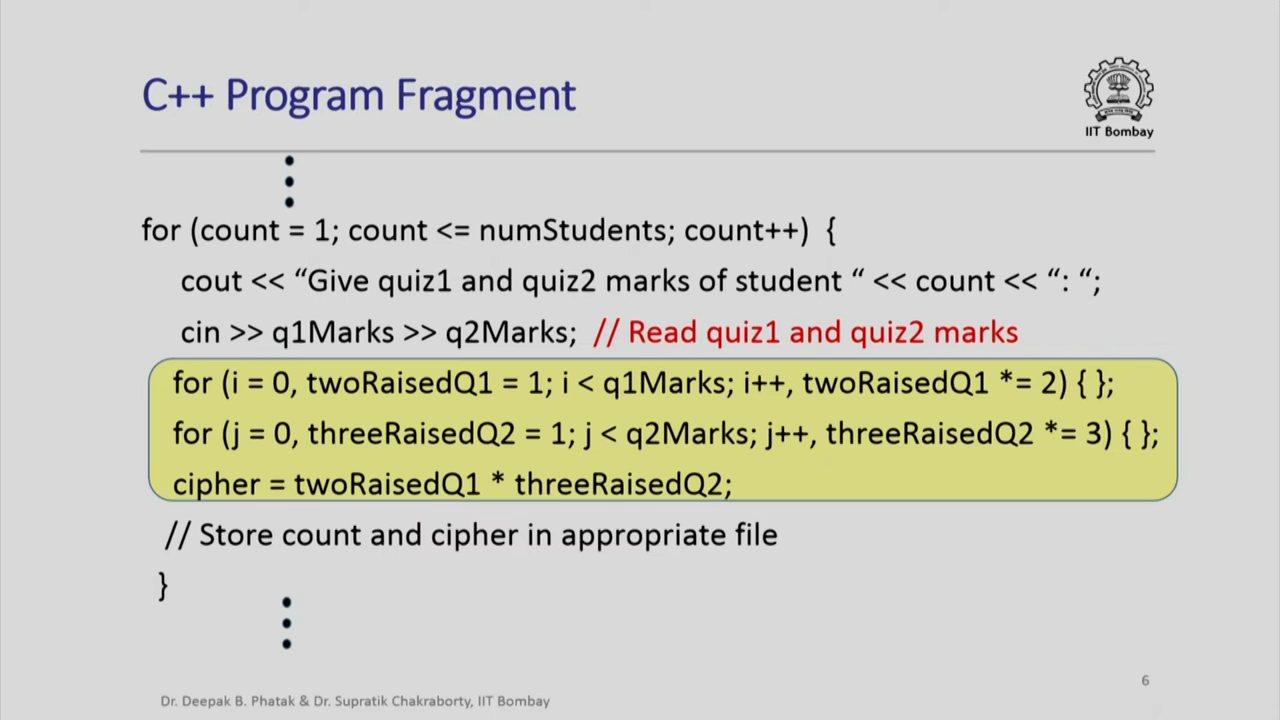 C++ Program Fragment
IIT Bombay
for (count = 1; count <= numStudents; count++) {
cout << “Give quiz1 and quiz2 marks of student “ << count << “: “;
cin >> q1Marks >> q2Marks; // Read quiz1 and quiz2 marks
for (i = 0, twoRaisedQ1 = 1; i < q1Marks; i++, twoRaisedQ1 *= 2) { };
for (j = 0, threeRaisedQ2 = 1; j < q2Marks; j++, threeRaisedQ2 *= 3) { };
cipher = twoRaisedQ1 * threeRaisedQ2;
// Store count and cipher in appropriate file
}
6
Dr. Deepak B. Phatak & Dr. Supratik Chakraborty, IIT Bombay